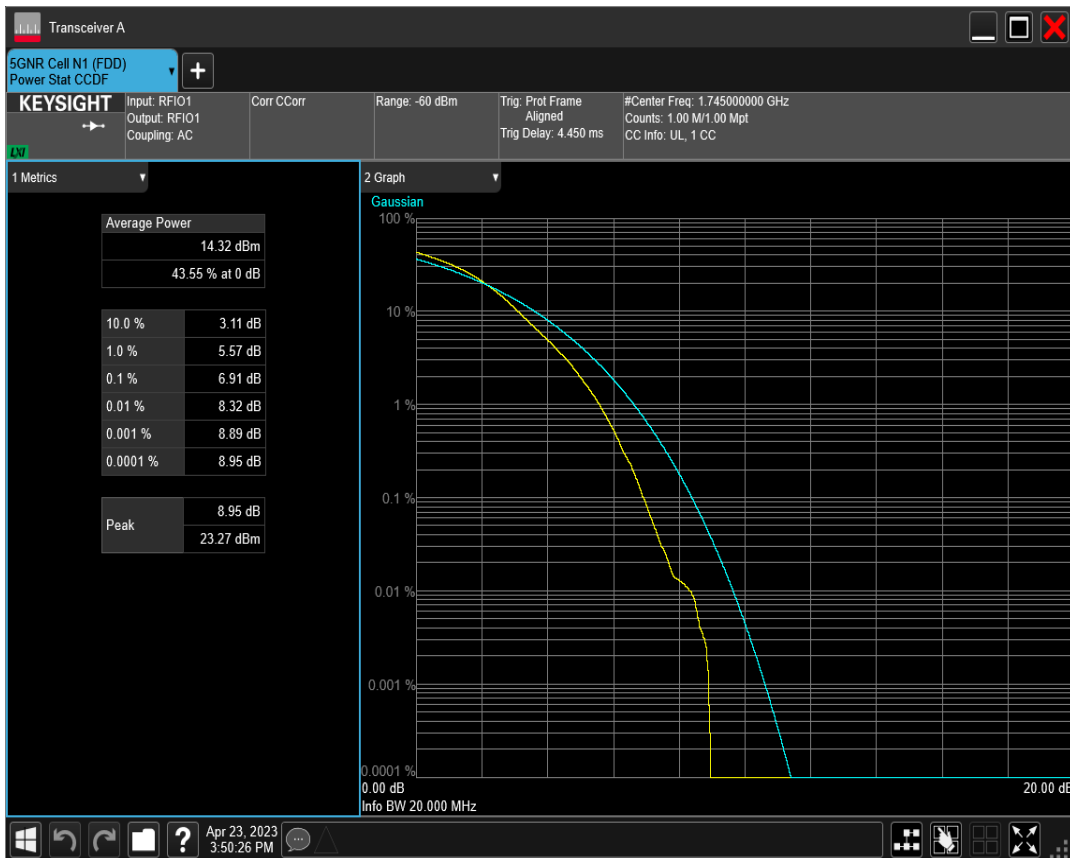 Transceiver A
5GNR Cell N1 (FDD)
Power Stat CCDF
KEYSIGHT
LXI
Input: RFIO1
Output: RFIO1
Coupling: AC
Corr CCorr
Range: -60 dBm
Trig: Prot Frame
Aligned
Trig Delay: 4.450 ms
#Center Freq: 1.745000000 GHz
Counts: 1.00 M/1.00 Mpt
CC Info: UL, 1 CC
1 Metrics
Average Power
14.32 dBm
43.55 % at 0 dB
10.0 % 3.11 dB
1.0 % 5.57 dB
0.1 % 6.91 dB
0.01 % 8.32 dB
0.001 % 8.89 dB
0.0001 % 8.95 dB
Peak
8.95 dB
23.27 dBm
2 Graph
Gaussian
100 %
10 %
1 %
0.1 %
0.01 %
0.001 %
0.0001 %
0.00 dB 20.00 dB
Info BW 20.000 MHz
Apr 23, 2023
3:50:26 PM